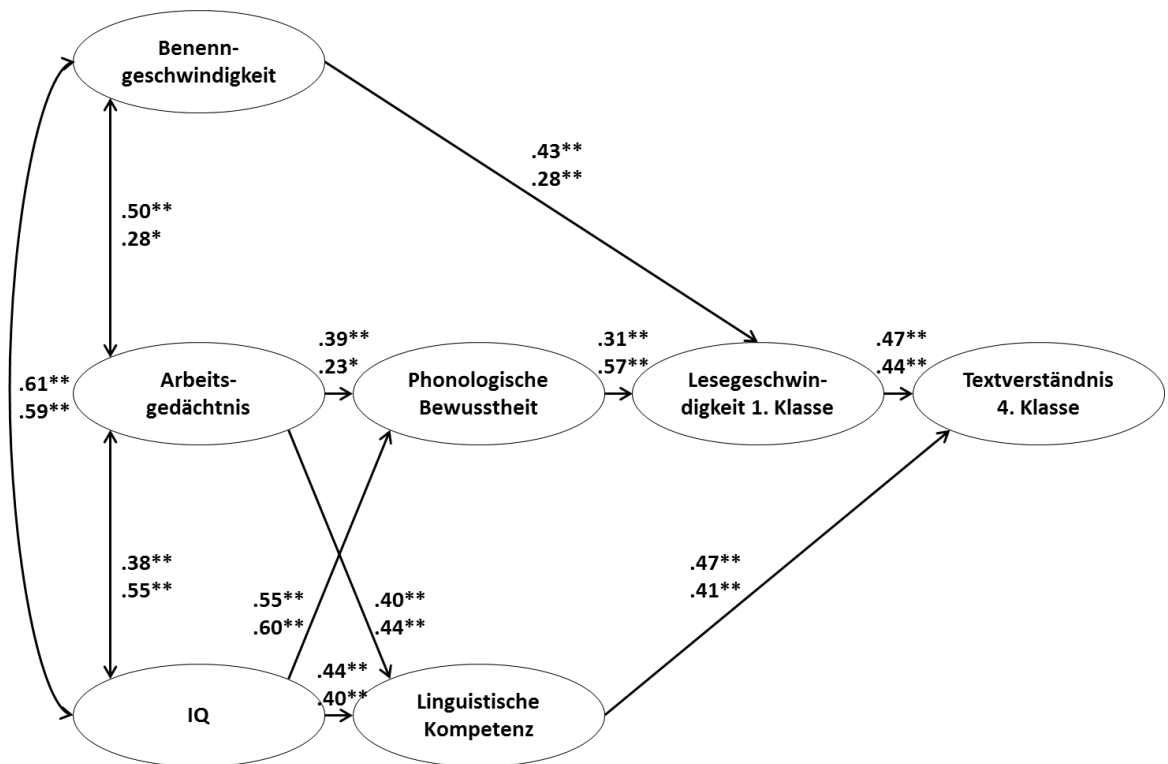 Benenn-
geschwindigkeit
.43**
.28**
.50**
.28*
.61**
.59**
Arbeits-
gedächtnis
.39**
.23*
Phonologische
Bewusstheit
.31**
.57**
Lesegeschwin-
digkeit 1. Klasse
.47**
.44**
Textverständnis
4. Klasse
.38**
.55**
.55**
.60**
.40**
.44**
.47**
.41**
IQ
.44**
.40**
Linguistische
Kompetenz